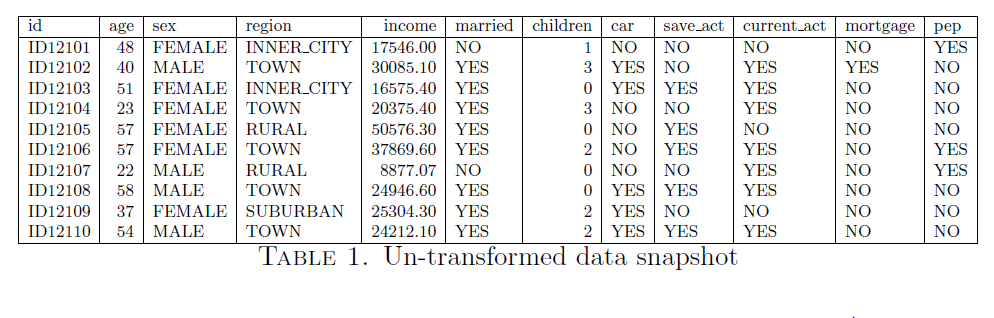 id age sex region income married children car save_act current_act mortgage pep
ID12101 48 FEMALE INNER_CITY 17546.00 NO 1 NO NO NO NO YES
ID12102 40 MALE TOWN 30085.10 YES 3 YES NO YES YES NO
ID12103 51 FEMALE INNER_CITY 16575.40 YES 0 YES YES YES NO NO
ID12104 23 FEMALE TOWN 20375.40 YES 3 NO NO YES NO NO
ID12105 57 FEMALE RURAL 50576.30 YES 0 NO YES NO NO NO
ID12106 57 FEMALE TOWN 37869.60 YES 2 NO YES YES NO YES
ID12107 22 MALE RURAL 8877.07 NO 0 NO NO YES NO YES
ID12108 58 MALE TOWN 24946.60 YES 0 YES YES YES NO NO
ID12109 37 FEMALE SUBURBAN 25304.30 YES 2 YES NO NO NO NO
ID12110 54 MALE TOWN 24212.10 YES 2 YES YES YES NO NO
TABLE 1. Un-transformed data snapshot